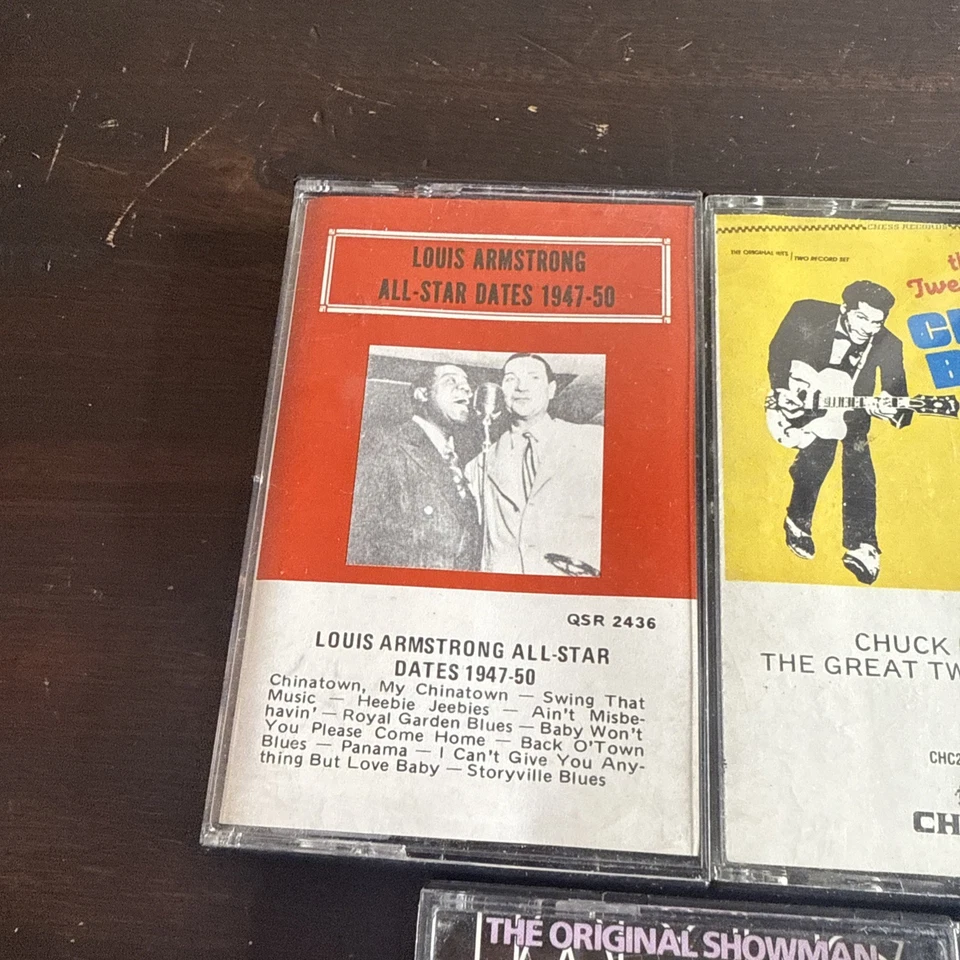 LOUIS ARMSTRONG
ALL-STAR DATES 1947-50
QSR 2436
LOUIS ARMSTRONG ALL-STAR
DATES 1947-50
Chinatown, My Chinatown — Swing That
Music — Heebie Jeebies — Ain't Misbe-
havin' — Royal Garden Blues — Baby Won't
You Please Come Home — Back O'Town
Blues — Panama — I Can't Give You Any-
thing But Love Baby — Storyville Blues
CHESS RECORDS
THE ORIGINAL HITS TWO RECORD SET
CHUCK
THE GREAT TW
CHC2
CH
THE ORIGINAL SHOWMAN